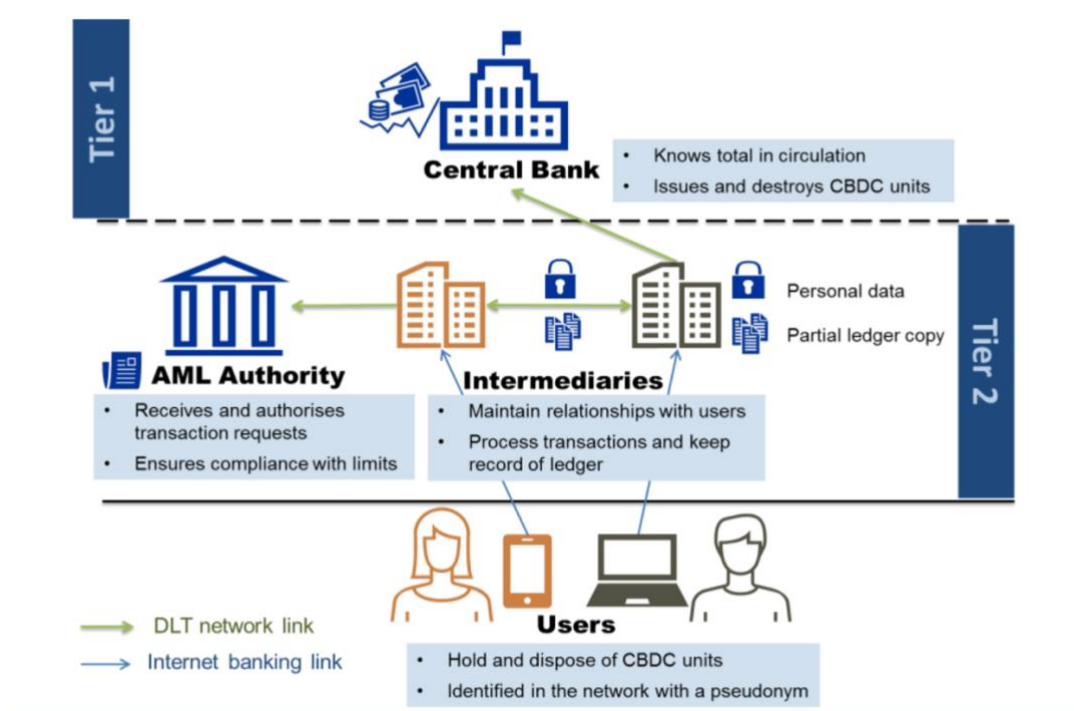 Tier 1
Central Bank
• Knows total in circulation
• Issues and destroys CBDC units
Personal data
Partial ledger copy
Tier 2
AML Authority
• Receives and authorises
transaction requests
• Ensures compliance with limits
Intermediaries
• Maintain relationships with users
• Process transactions and keep
record of ledger
Users
• Hold and dispose of CBDC units
• Identified in the network with a pseudonym
DLT network link
Internet banking link